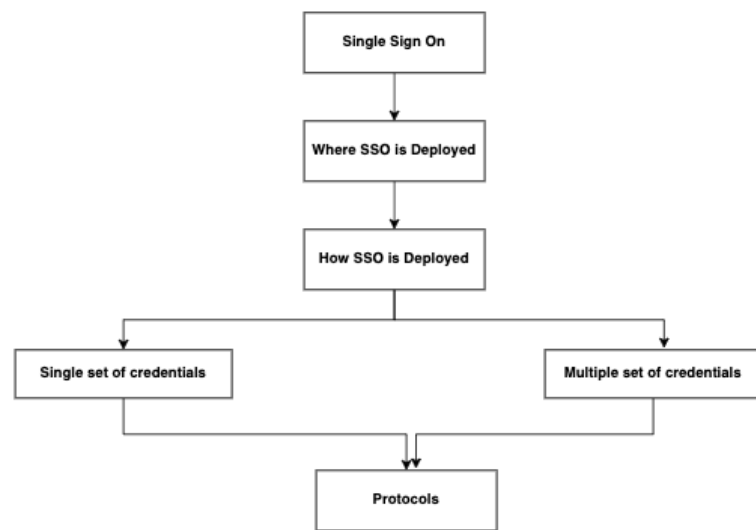 Single Sign On
Where SSO is Deployed
How SSO is Deployed
Single set of credentials
Multiple set of credentials
Protocols